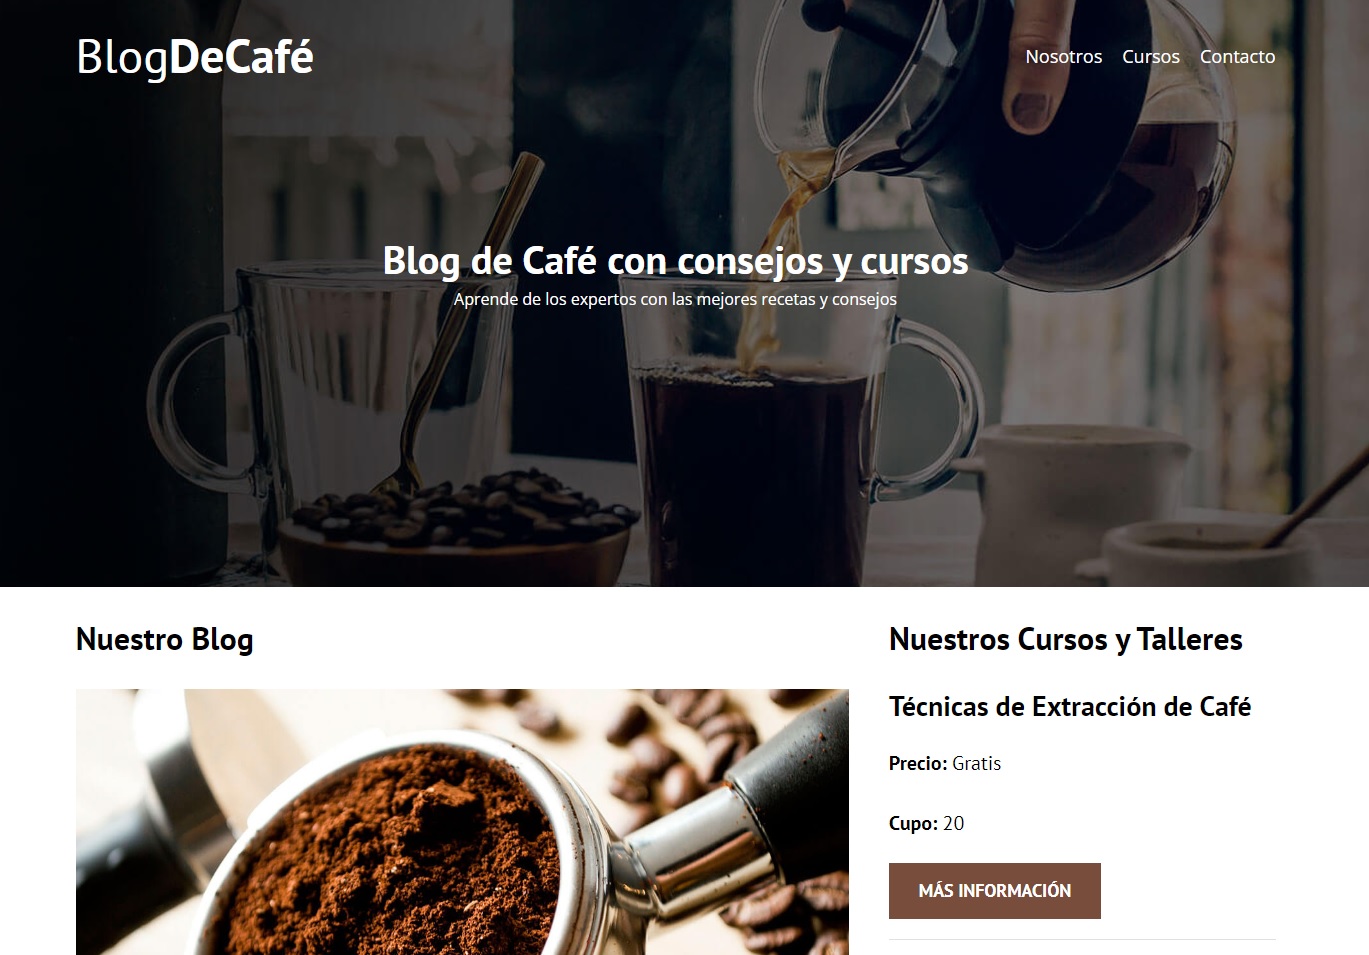 BlogDeCafé
Nosotros Cursos Contacto
Blog de Café con consejos y cursos
Aprende de los expertos con las mejores recetas y consejos
Nuestro Blog
Nuestros Cursos y Talleres
Técnicas de Extracción de Café
Precio: Gratis
Cupo: 20
MÁS INFORMACIÓN